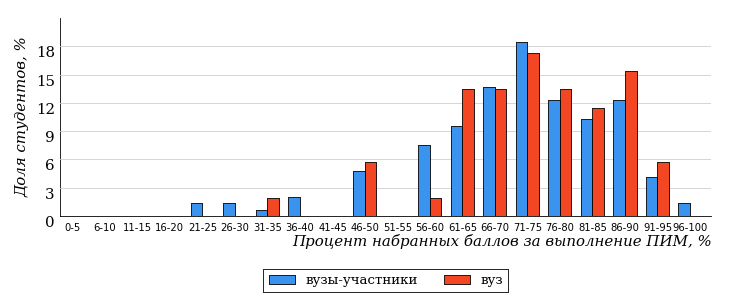 Доля студентов, %
18
15
12
9
6
3
0
0-5 6-10 11-15 16-20 21-25 26-30 31-35 36-40 41-45 46-50 51-55 56-60 61-65 66-70 71-75 76-80 81-85 86-90 91-95 96-100
Процент набранных баллов за выполнение ПИМ, %
вузы-участники вуз